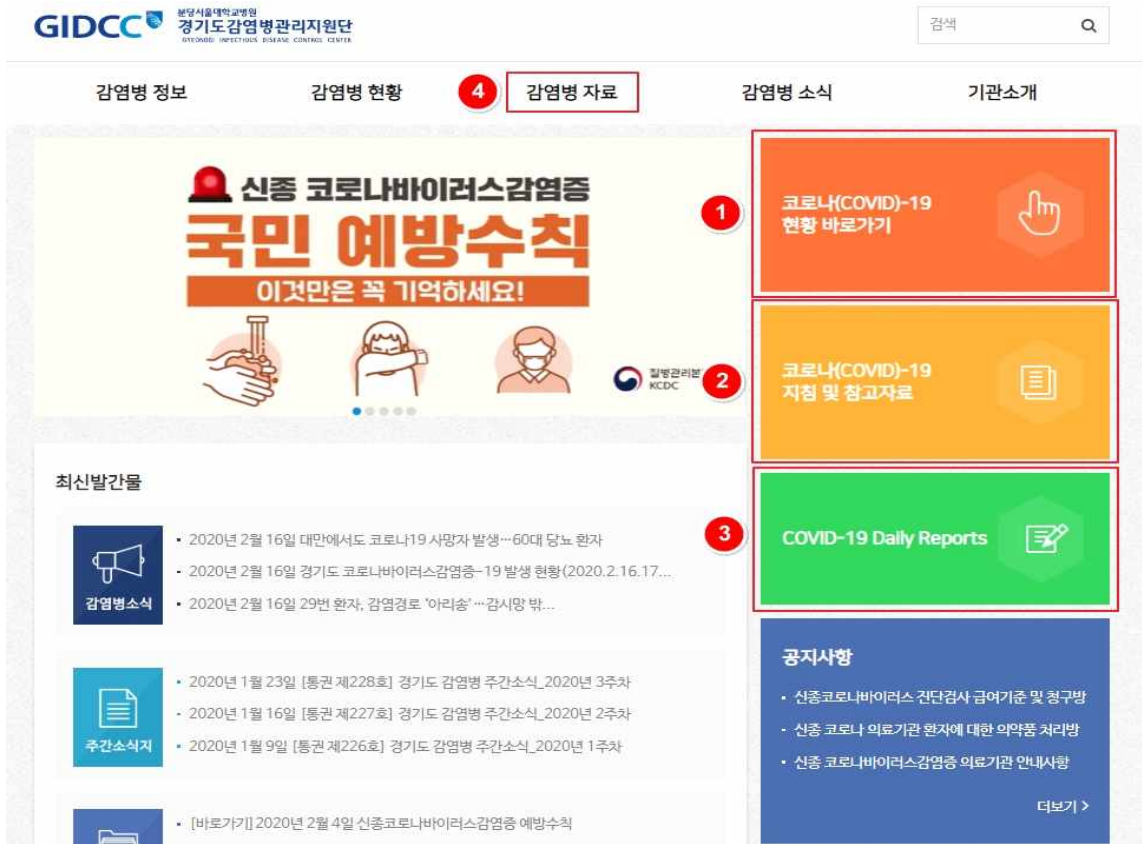 GIDCC
분당서울대학교병원
경기도감염병관리지원단
GYEONGGI INFECTIOUS DISEASE CONTROL CENTER
검색
감염병 정보
감염병 현황
4
감염병 자료
감염병 소식
기관소개
신종 코로나바이러스감염증
국민 예방수칙
이것만은 꼭 기억하세요!
질병관리본
KCDC
1
코로나(COVID)-19
현황 바로가기
2
코로나(COVID)-19
지침 및 참고자료
3
COVID-19 Daily Reports
최신발간물
감염병소식
• 2020년 2월 16일 대만에서도 코로나19 사망자 발생…60대 당뇨 환자
• 2020년 2월 16일 경기도 코로나바이러스감염증-19 발생 현황(2020.2.16.17...
• 2020년 2월 16일 29번 환자, 감염경로 '아리송'…감시망 밖...
주간소식지
• 2020년 1월 23일 [통권 제228호] 경기도 감염병 주간소식_2020년 3주차
• 2020년 1월 16일 [통권 제227호] 경기도 감염병 주간소식_2020년 2주차
• 2020년 1월 9일 [통권 제226호] 경기도 감염병 주간소식_2020년 1주차
• [바로가기] 2020년 2월 4일 신종코로나바이러스감염증 예방수칙
공지사항
• 신종코로나바이러스 진단검사 급여기준 및 청구방
• 신종 코로나 의료기관 환자에 대한 의약품 처리방
• 신종 코로나바이러스감염증 의료기관 안내사항
더보기 >